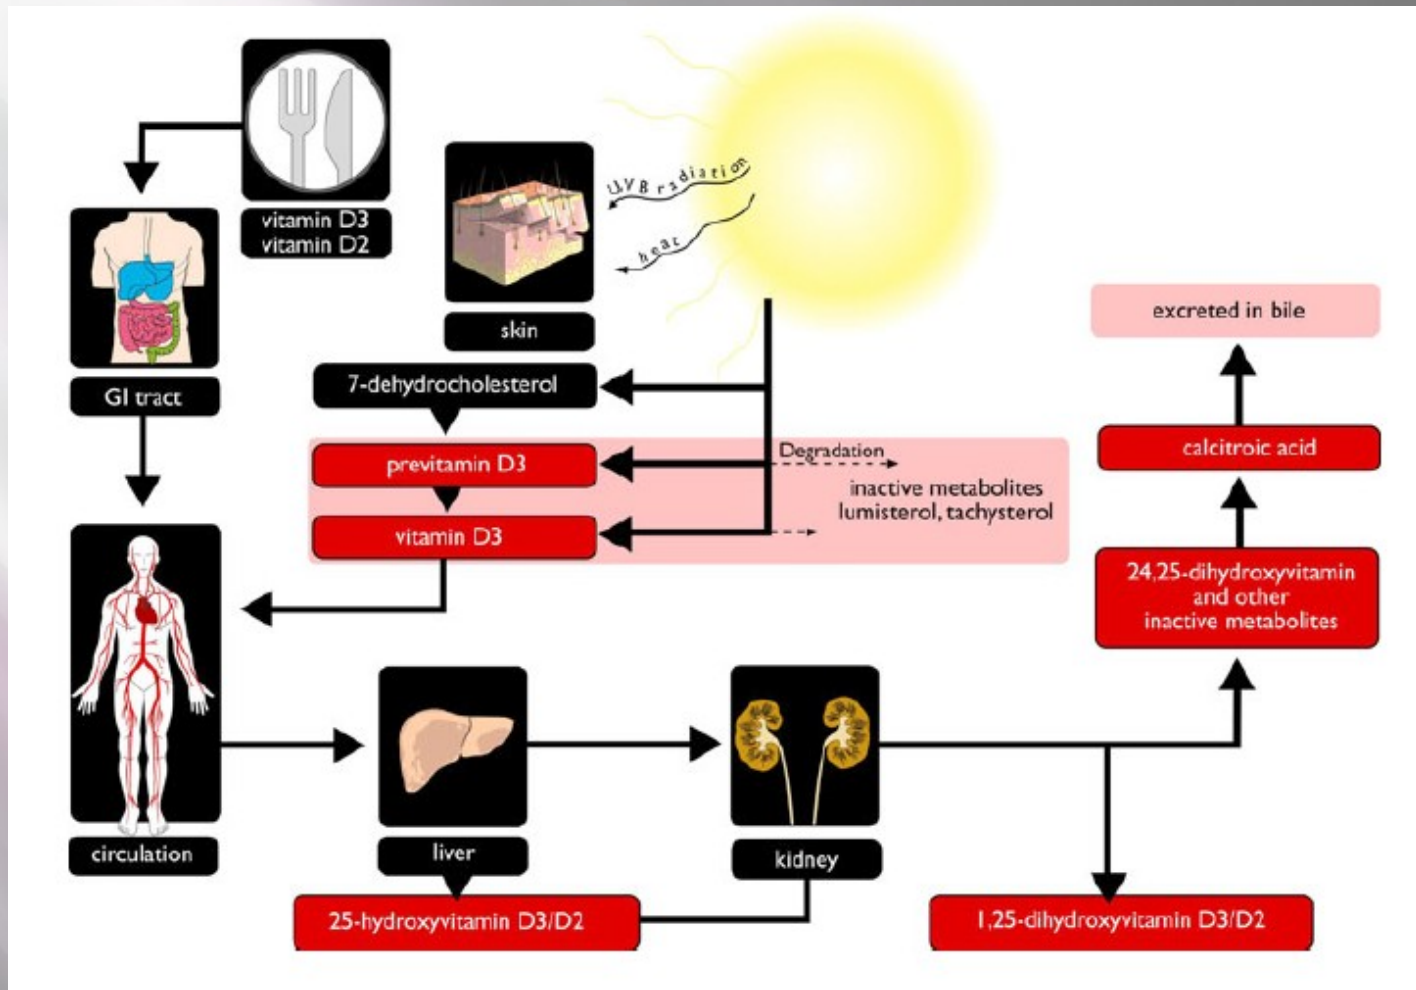 vitamin D3
vitamin D2
UVB radiation
heat
skin
GI tract
7-dehydrocholesterol
previtamin D3
vitamin D3
Degradation
inactive metabolites
lumisterol, tachysterol
excreted in bile
calcitroic acid
24,25-dihydroxyvitamin
and other
inactive metabolites
circulation
liver
kidney
25-hydroxyvitamin D3/D2
1,25-dihydroxyvitamin D3/D2